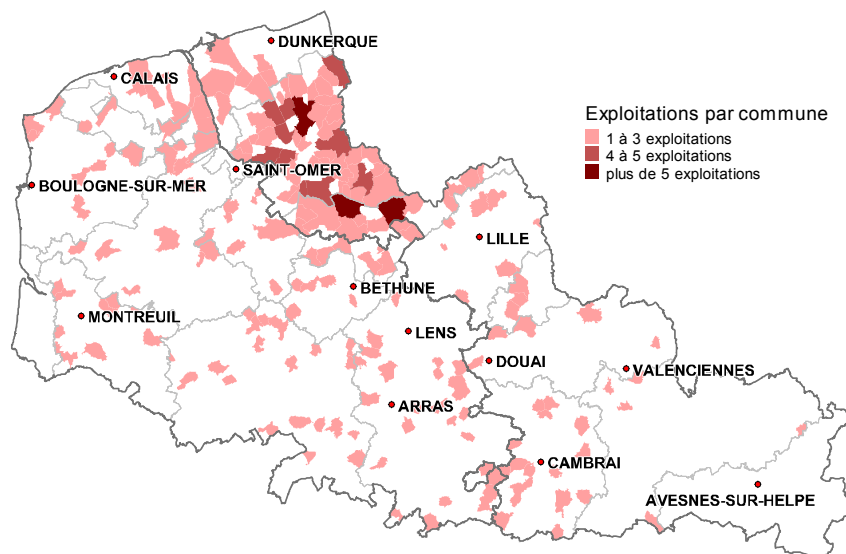 DUNKERQUE
CALAIS
Exploitations par commune
1 à 3 exploitations
4 à 5 exploitations
plus de 5 exploitations
SAINT-OMER
BOULOGNE-SUR-MER
LILLE
BETHUNE
MONTREUIL
LENS
DOUAI
VALENCIENNES
ARRAS
CAMBRAI
AVESNES-SUR-HELPE